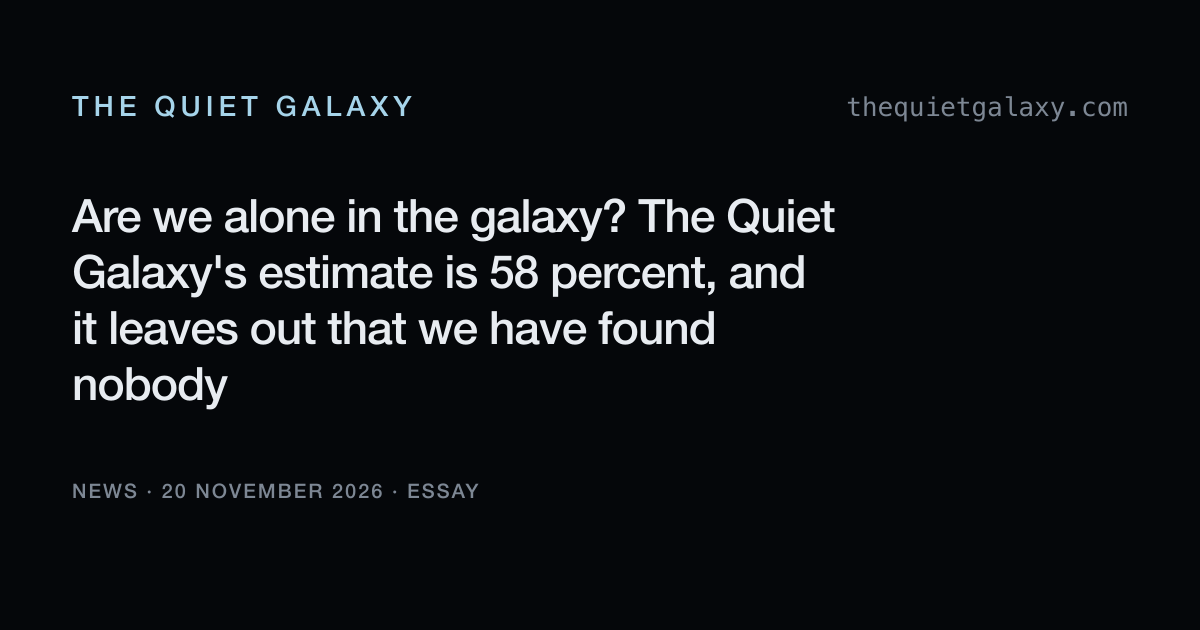 THE QUIET GALAXY
thequietgalaxy.com
Are we alone in the galaxy? The Quiet
Galaxy's estimate is 58 percent, and
it leaves out that we have found
nobody
NEWS · 20 NOVEMBER 2026 · ESSAY